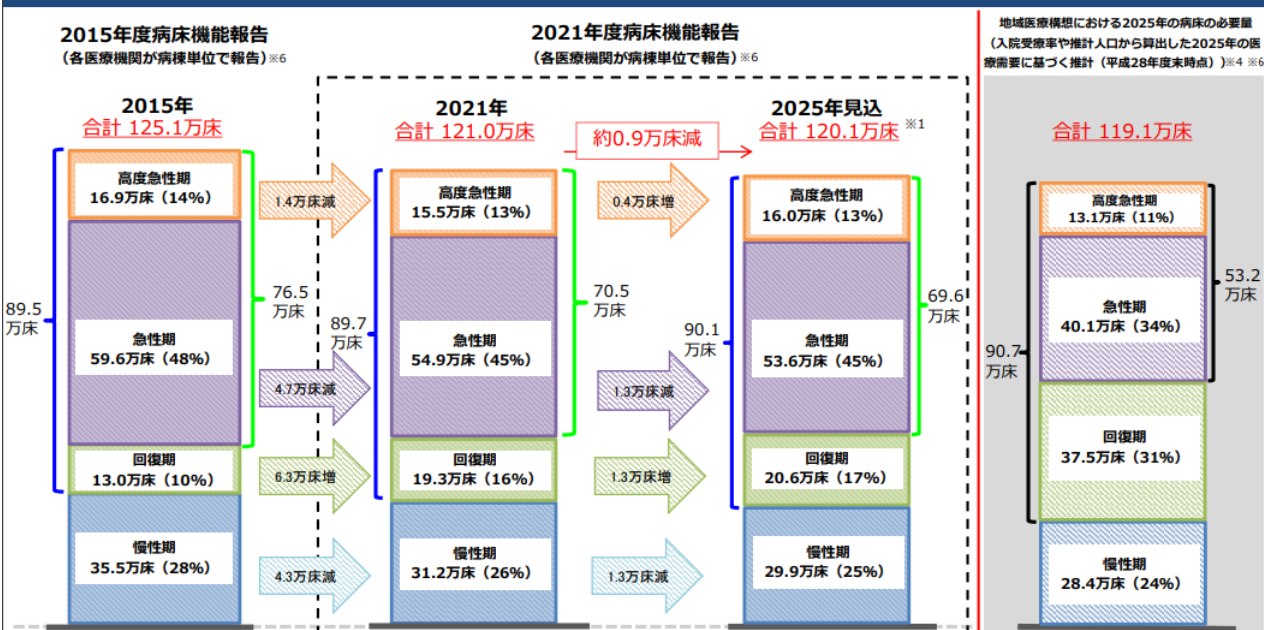 2015年度病床機能報告
(各医療機関が病棟単位で報告)※6
2021年度病床機能報告
(各医療機関が病棟単位で報告)※6
地域医療構想における2025年の病床の必要量
(入院受療率や推計人口から算出した2025年の医
療需要に基づく推計(平成28年度末時点))※4 ※6
2015年
合計 125.1万床
高度急性期
16.9万床(14%)
急性期
59.6万床(48%)
回復期
13.0万床(10%)
慢性期
35.5万床(28%)
89.5
万床
76.5
万床
1.4万床減
4.7万床減
6.3万床増
4.3万床減
2021年
合計 121.0万床
高度急性期
15.5万床(13%)
急性期
54.9万床(45%)
回復期
19.3万床(16%)
慢性期
31.2万床(26%)
89.7
万床
70.5
万床
約0.9万床減
0.4万床増
1.3万床減
1.3万床増
1.3万床減
2025年見込
合計 120.1万床 ※1
高度急性期
16.0万床(13%)
急性期
53.6万床(45%)
回復期
20.6万床(17%)
慢性期
29.9万床(25%)
90.1
万床
69.6
万床
合計 119.1万床
高度急性期
13.1万床(11%)
急性期
40.1万床(34%)
回復期
37.5万床(31%)
慢性期
28.4万床(24%)
90.7
万床
53.2
万床